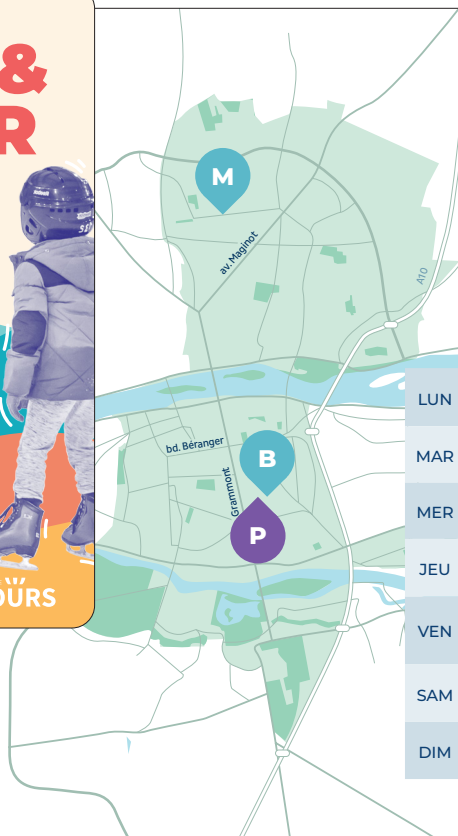 &
R
OURS
M
av. Maginot
A10
bd. Béranger
Grammont
B
P
LUN
MAR
MER
JEU
VEN
SAM
DIM